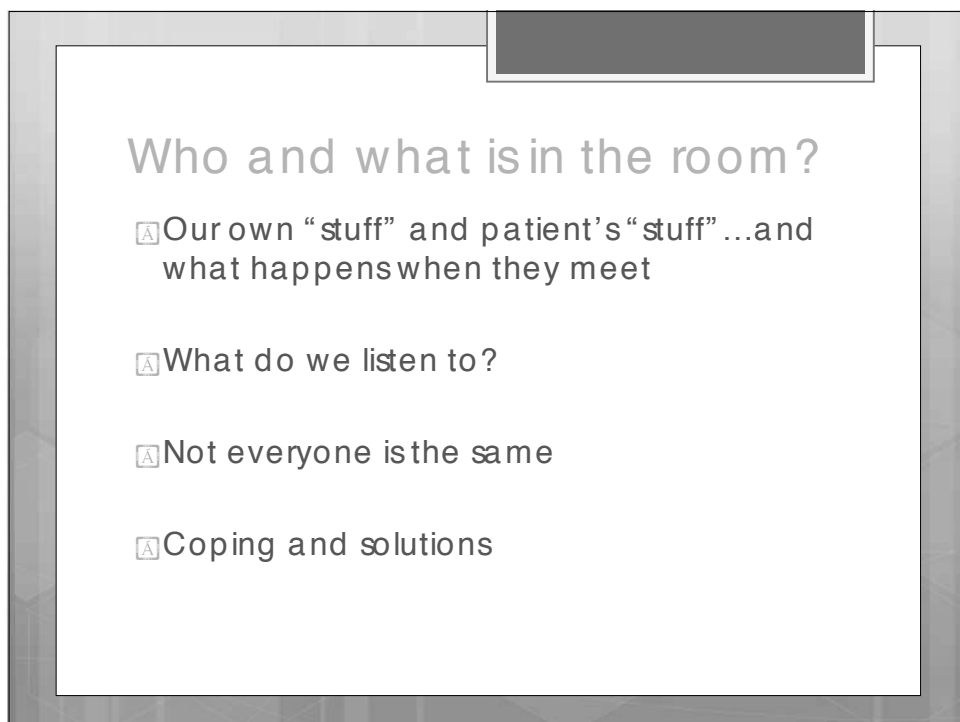 Who and what is in the room?
Á Our own “stuff” and patient’s “stuff”…and
what happens when they meet
Á What do we listen to?
Á Not everyone is the same
Á Coping and solutions